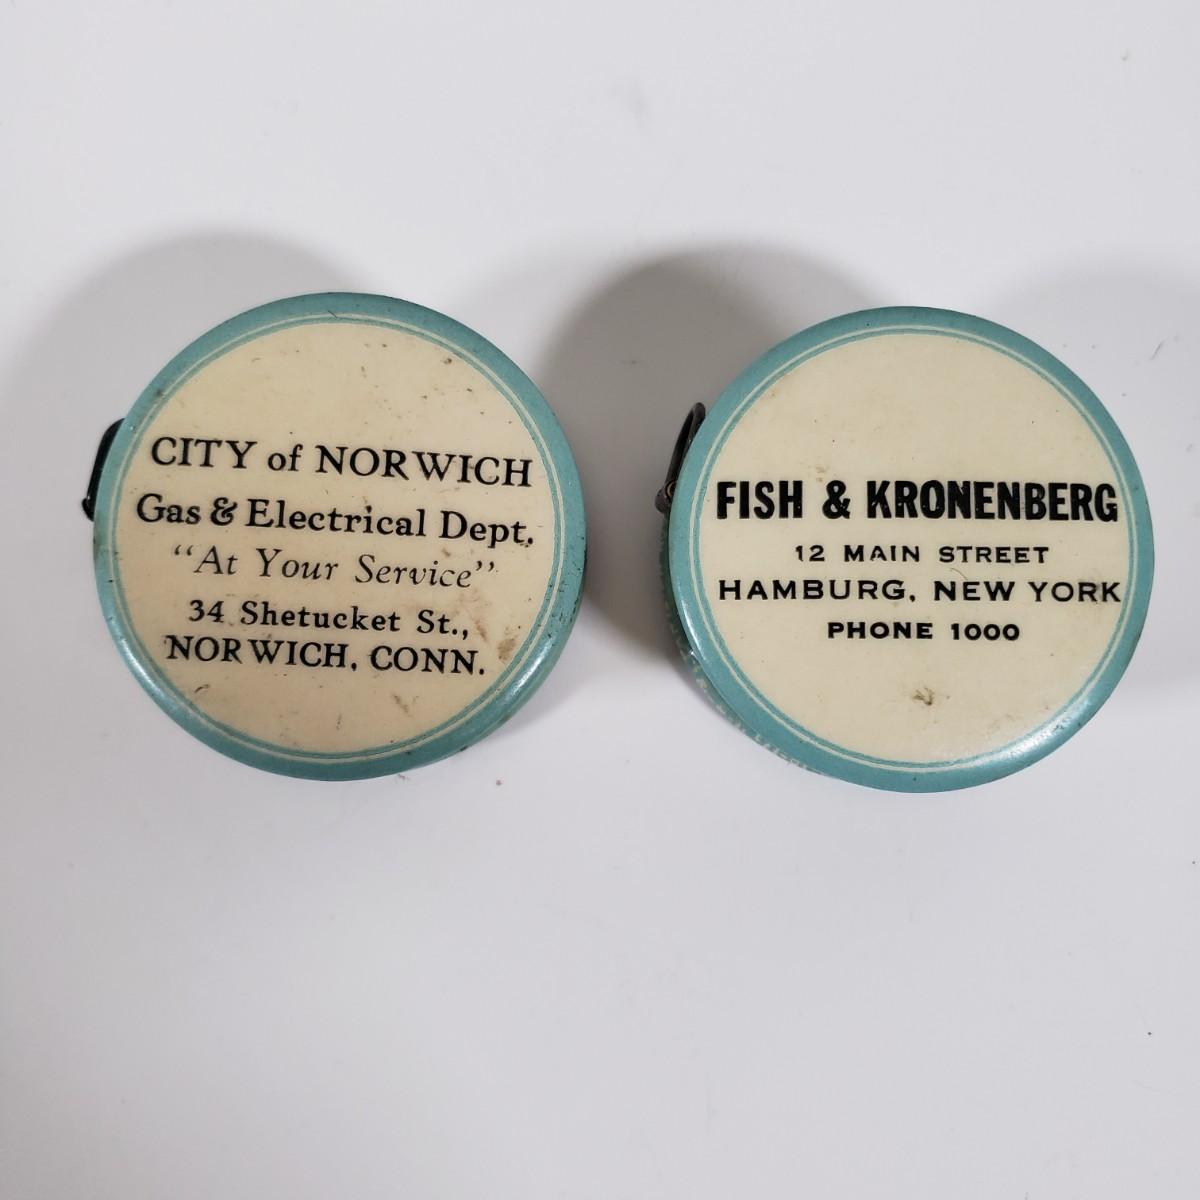 CITY of NORWICH
Gas & Electrical Dept.
"At Your Service"
34 Shetucket St.,
NORWICH, CONN.
FISH & KRONENBERG
12 MAIN STREET
HAMBURG, NEW YORK
PHONE 1000